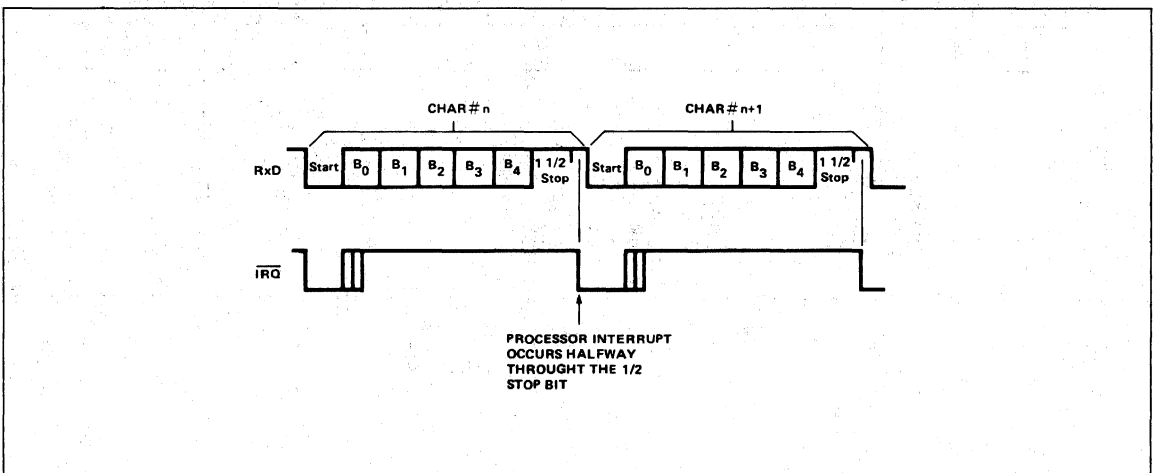 CHAR # n CHAR # n+1
RxD Start B0 B1 B2 B3 B4 1 1/2 Stop Start B0 B1 B2 B3 B4 1 1/2 Stop
IRQ
PROCESSOR INTERRUPT
OCCURS HALFWAY
THROUGHT THE 1/2
STOP BIT